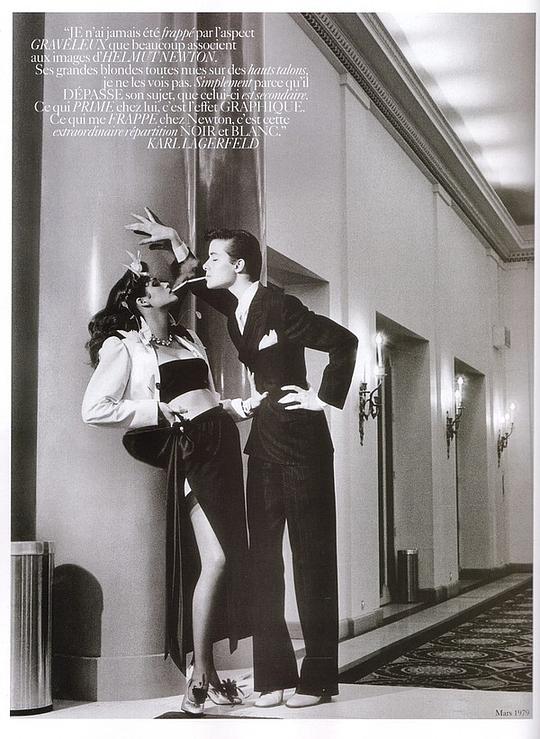 “JE n’ai jamais été frappé par l’aspect
GRAVELEUX que beaucoup associent
aux images d’HELMUT NEWTON.
Ses grandes blondes toutes nues sur des hauts talons,
je ne les vois pas. Simplement parce qu’il
DÉPASSE son sujet, que celui-ci est secondaire.
Ce qui PRIME chez lui, c’est l’effet GRAPHIQUE.
Ce qui me FRAPPE chez Newton, c’est cette
extraordinaire répartition NOIR et BLANC.”
KARL LAGERFELD
Mars 1979